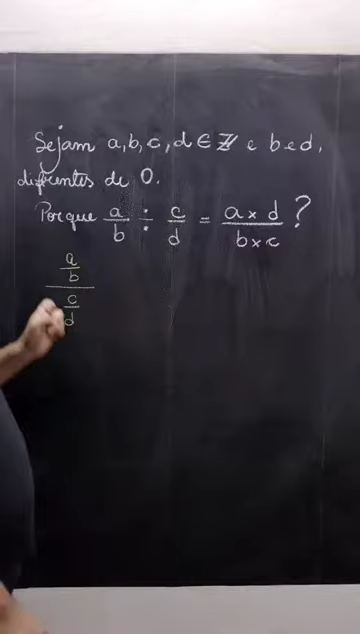 Sejam a, b, c, d ∈ ℤ e b e d,
diferentes de 0.
Porque a/b ÷ c/d = a × d / b × c ?
a/b
c/d